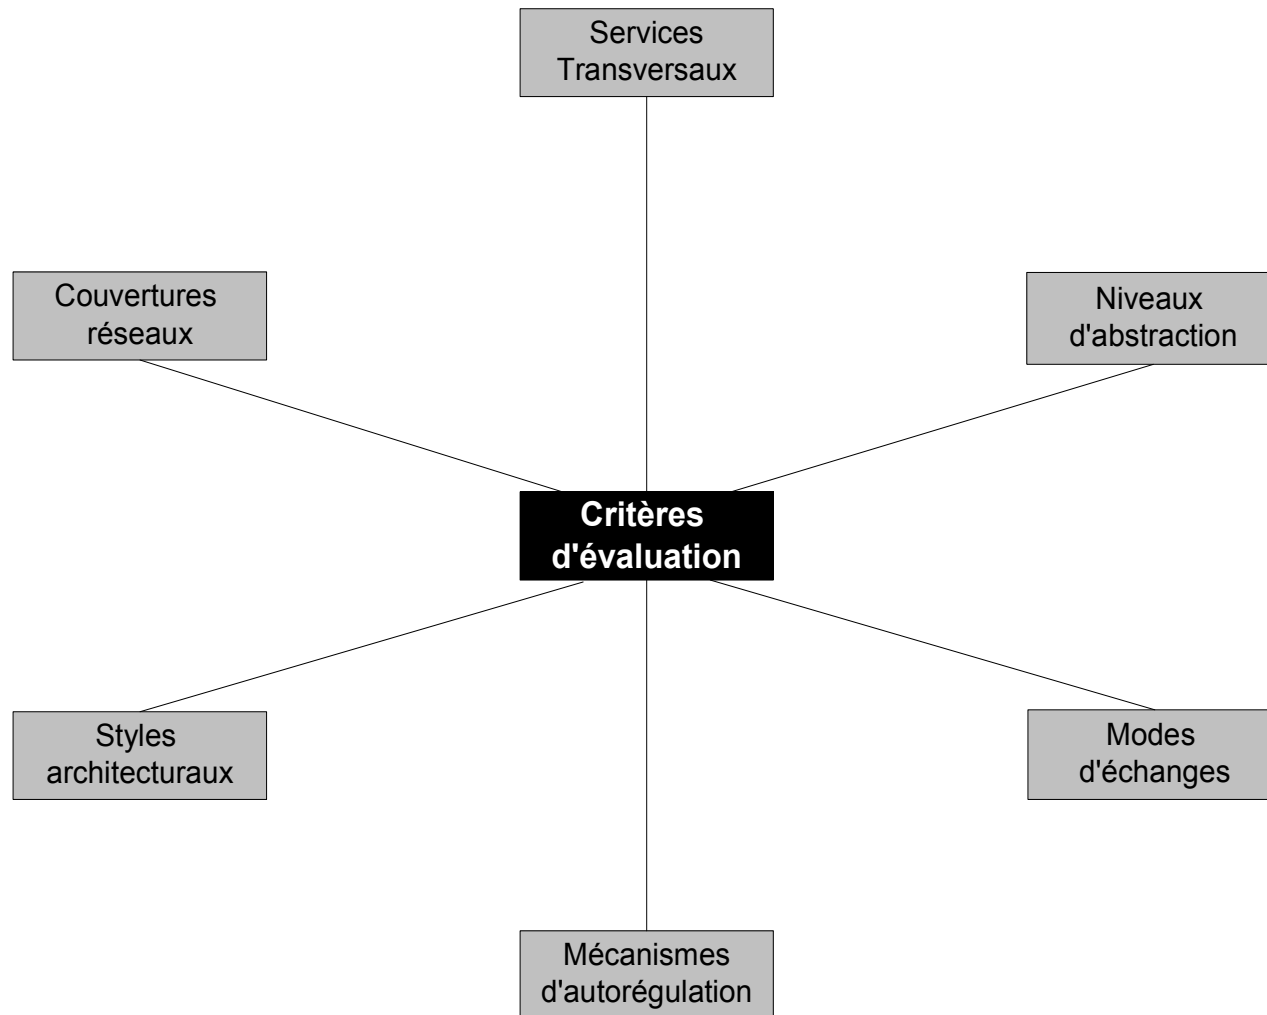 Services
Transversaux
Couvertures
réseaux
Niveaux
d'abstraction
Critères
d'évaluation
Styles
architecturaux
Modes
d'échanges
Mécanismes
d'autorégulation